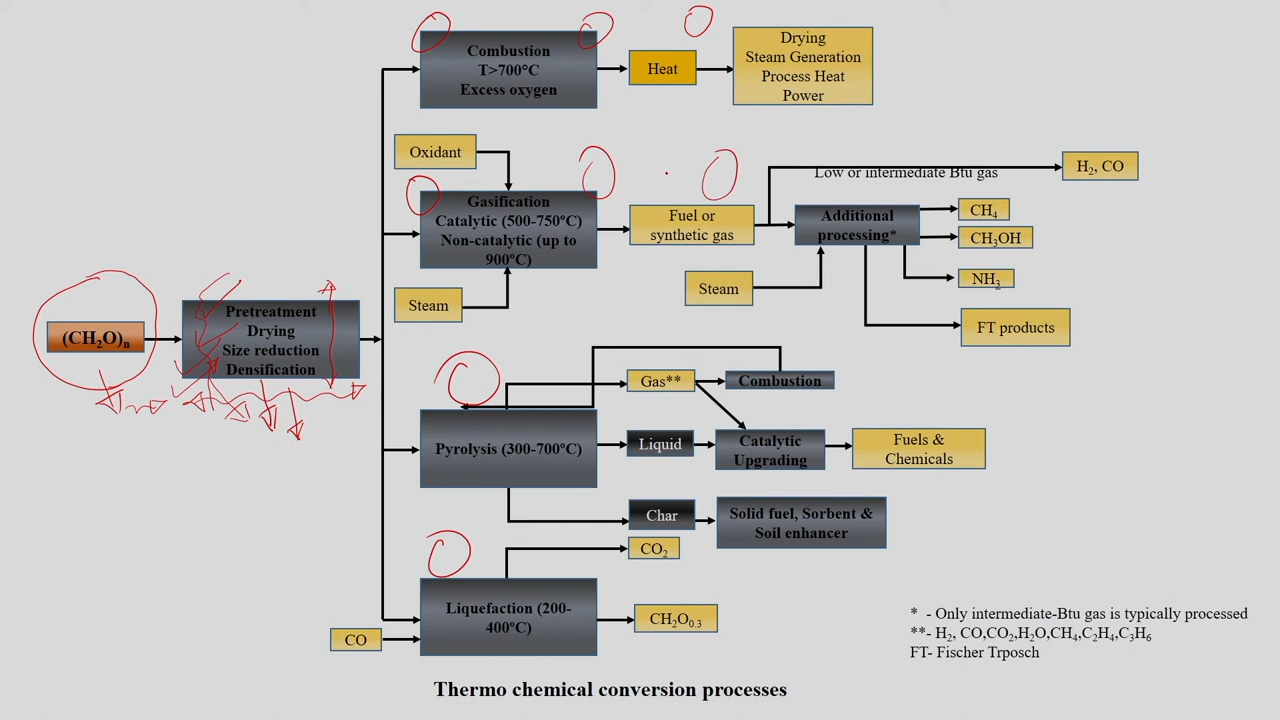 Combustion
T>700°C
Excess oxygen
Heat
Drying
Steam Generation
Process Heat
Power
Oxidant
Gasification
Catalytic (500-750ºC)
Non-catalytic (up to
900ºC)
Steam
Fuel or
synthetic gas
Low or intermediate Btu gas
H₂, CO
Additional
processing*
Steam
CH₄
CH₃OH
NH₃
FT products
(CH₂O)ₙ
Pretreatment
Drying
Size reduction
Densification
Gas**
Combustion
Pyrolysis (300-700ºC)
Liquid
Catalytic
Upgrading
Fuels &
Chemicals
Char
Solid fuel, Sorbent &
Soil enhancer
CO₂
Liquefaction (200-
400ºC)
CH₂O₀.₃
CO
* - Only intermediate-Btu gas is typically processed
**- H₂, CO,CO₂,H₂O,CH₄,C₂H₄,C₃H₆
FT- Fischer Trposch
Thermo chemical conversion processes